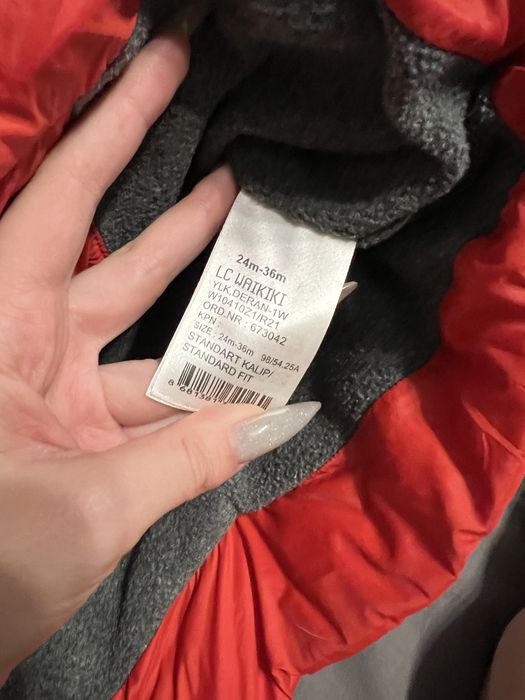 24m-36m
LC WAIKIKI
YLK.DERAN-1W
W10410Z1/R21
ORD.NR : 673042
KPN :
SIZE : 24m-36m 98/54.25A
STANDART KALIP/
STANDARD FIT